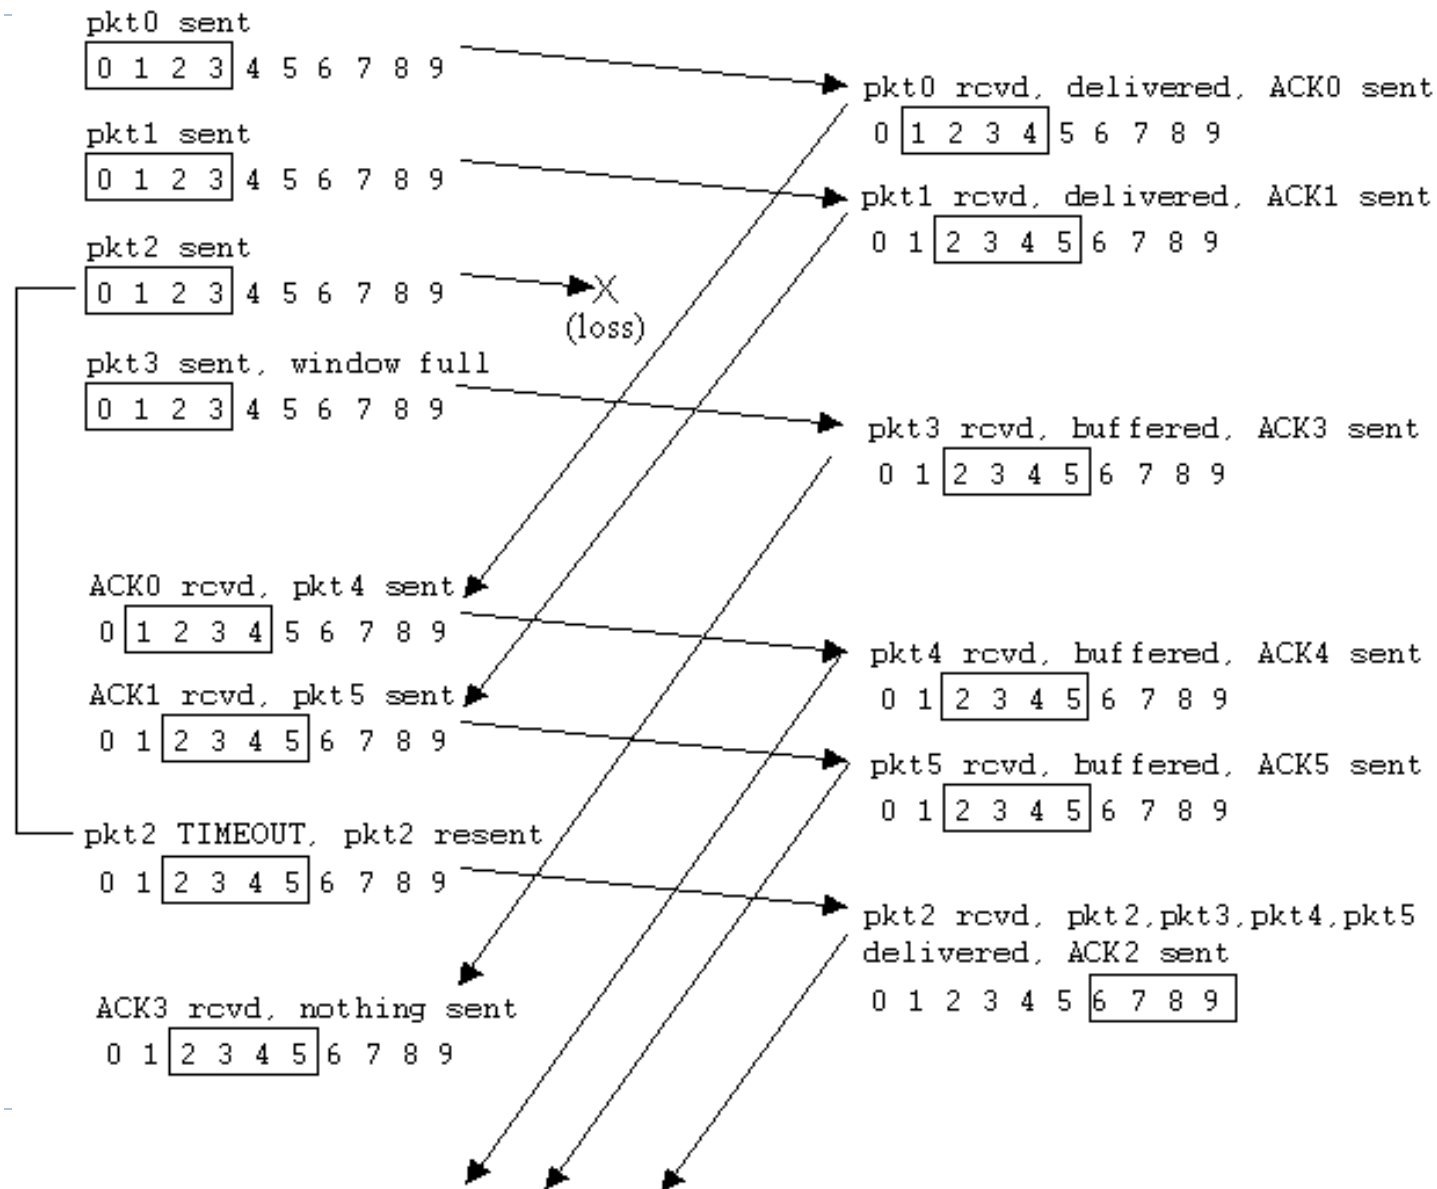 pkt0 sent
0 1 2 3 4 5 6 7 8 9
pkt0 rcvd, delivered, ACK0 sent
0 1 2 3 4 5 6 7 8 9
pkt1 sent
0 1 2 3 4 5 6 7 8 9
pkt1 rcvd, delivered, ACK1 sent
0 1 2 3 4 5 6 7 8 9
pkt2 sent
0 1 2 3 4 5 6 7 8 9
X
(loss)
pkt3 sent, window full
0 1 2 3 4 5 6 7 8 9
pkt3 rcvd, buffered, ACK3 sent
0 1 2 3 4 5 6 7 8 9
ACK0 rcvd, pkt4 sent
0 1 2 3 4 5 6 7 8 9
pkt4 rcvd, buffered, ACK4 sent
0 1 2 3 4 5 6 7 8 9
ACK1 rcvd, pkt5 sent
0 1 2 3 4 5 6 7 8 9
pkt5 rcvd, buffered, ACK5 sent
0 1 2 3 4 5 6 7 8 9
pkt2 TIMEOUT, pkt2 resent
0 1 2 3 4 5 6 7 8 9
pkt2 rcvd, pkt2,pkt3,pkt4,pkt5
delivered, ACK2 sent
0 1 2 3 4 5 6 7 8 9
ACK3 rcvd, nothing sent
0 1 2 3 4 5 6 7 8 9